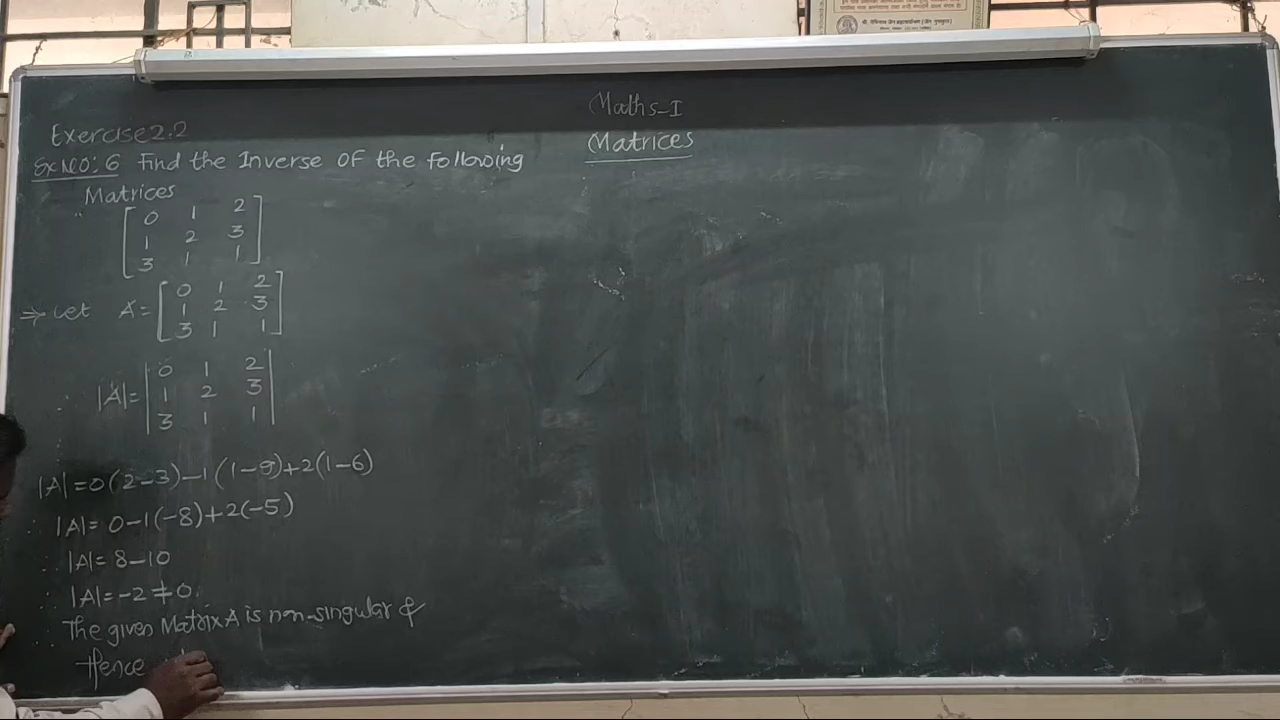 Maths-I
Matrices
Exercise 2.2
Ex NO: 6 Find the Inverse OF the following
Matrices
[0 1 2
1 2 3
3 1 1]
⇒ Let A = [0 1 2
1 2 3
3 1 1]
∴ |A| = |0 1 2
1 2 3
3 1 1|
|A| = 0(2-3)-1(1-9)+2(1-6)
∴ |A| = 0-1(-8)+2(-5)
∴ |A| = 8-10
∴ |A| = -2 ≠ 0.
∴ The given Matrix A is non-singular &
Hence